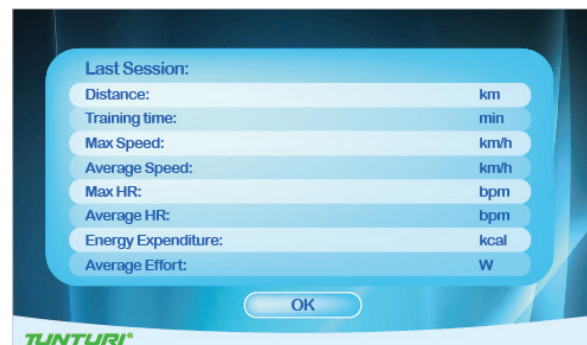 Last Session:
Distance: km
Training time: min
Max Speed: km/h
Average Speed: km/h
Max HR: bpm
Average HR: bpm
Energy Expenditure: kcal
Average Effort: W
OK
TUNTURI®